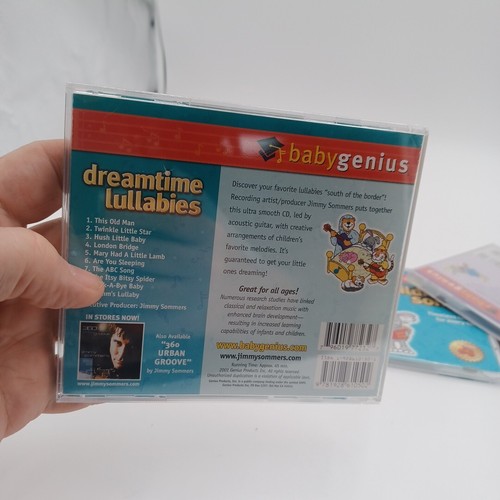 babygenius
dreamtime
lullabies
1. This Old Man
2. Twinkle Little Star
3. Hush Little Baby
4. London Bridge
5. Mary Had A Little Lamb
6. Are You Sleeping
7. The ABC Song
Itsy Bitsy Spider
-A-Bye Baby
Lullaby
Producer: Jimmy Sommers
IN STORES NOW!
Also Available
"360
URBAN
GROOVE"
by Jimmy Sommers
www.jimmysommers.com
Discover your favorite lullabies "south of the border"!
Recording artist/producer Jimmy Sommers puts together
this ultra smooth CD, led by
acoustic guitar, with creative
arrangements of children's
favorite melodies. It's
guaranteed to get your little
ones dreaming!
Great for all ages!
Numerous research studies have linked
classical and relaxation music with
enhanced brain development—
resulting in increased learning
capabilities of infants and children.
www.babygenius.com
www.jimmysommers.com